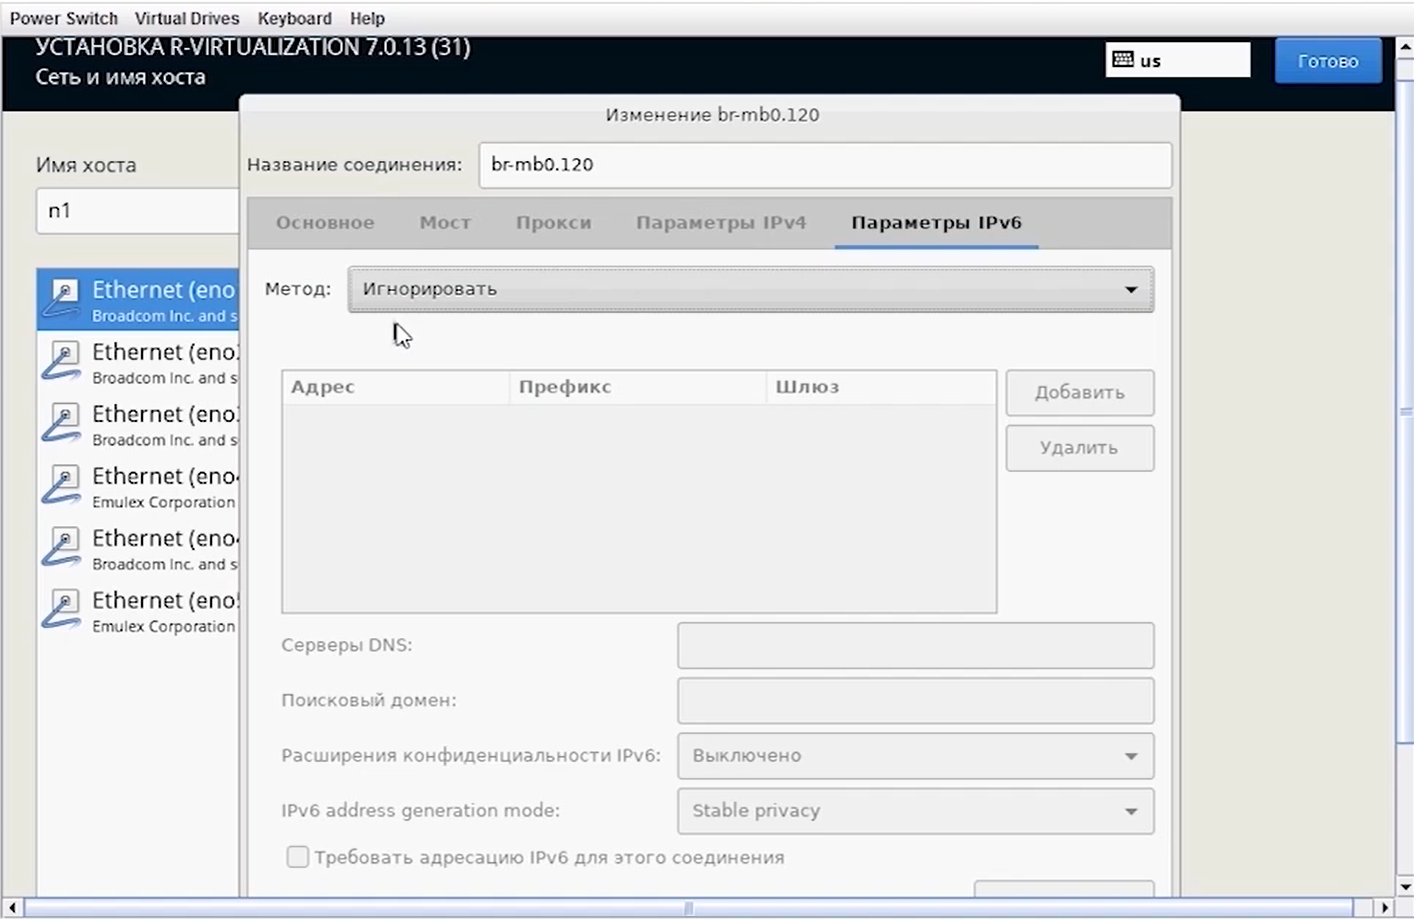 Power Switch Virtual Drives Keyboard Help
УСТАНОВКА R-VIRTUALIZATION 7.0.13 (31)
Сеть и имя хоста
us
Готово
Изменение br-mb0.120
Имя хоста
n1
Название соединения: br-mb0.120
Основное Мост Прокси Параметры IPv4 Параметры IPv6
Метод: Игнорировать
Ethernet (eno
Broadcom Inc. and s
Ethernet (eno
Broadcom Inc. and s
Ethernet (eno
Broadcom Inc. and s
Ethernet (eno
Emulex Corporation
Ethernet (eno
Broadcom Inc. and s
Ethernet (eno
Emulex Corporation
Адрес Префикс Шлюз
Добавить
Удалить
Серверы DNS:
Поисковый домен:
Расширения конфиденциальности IPv6: Выключено
IPv6 address generation mode: Stable privacy
Требовать адресацию IPv6 для этого соединения